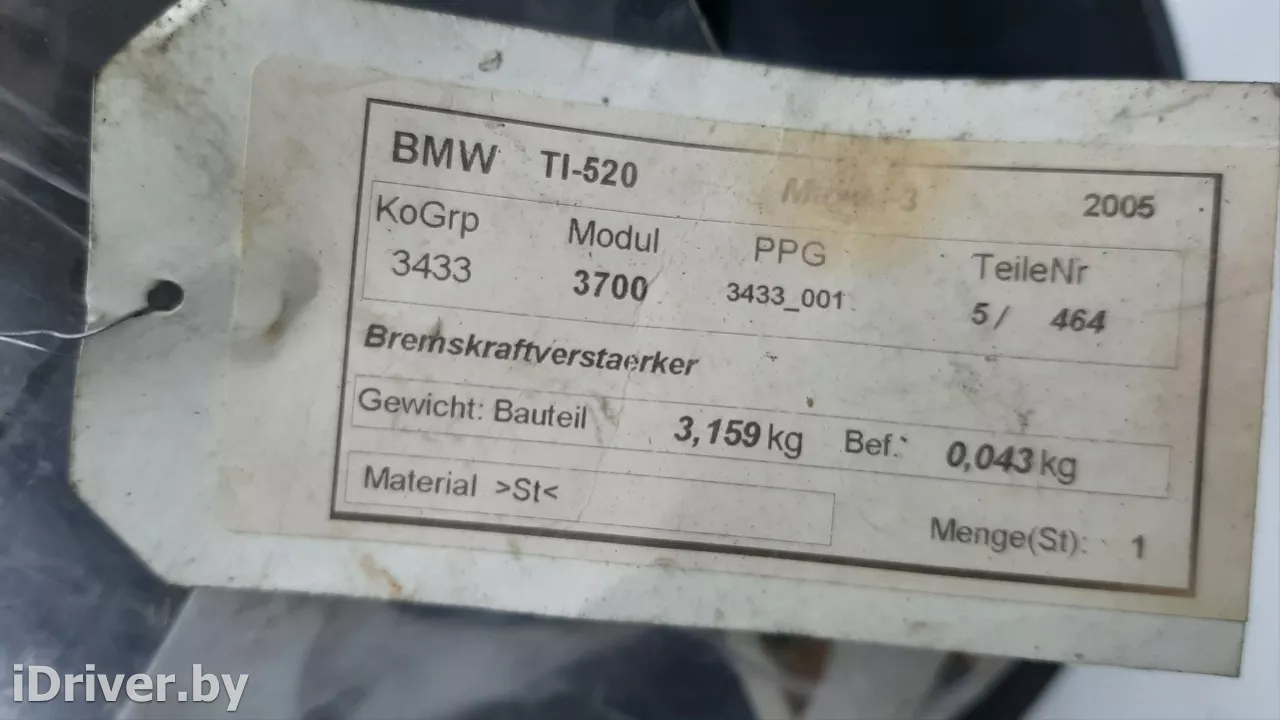 BMW TI-520 2005
KoGrp Modul PPG TeileNr
3433 3700 3433_001 5/ 464
Bremskraftverstaerker
Gewicht: Bauteil 3,159 kg Bef.: 0,043 kg
Material >St<
Menge(St): 1
iDriver.by